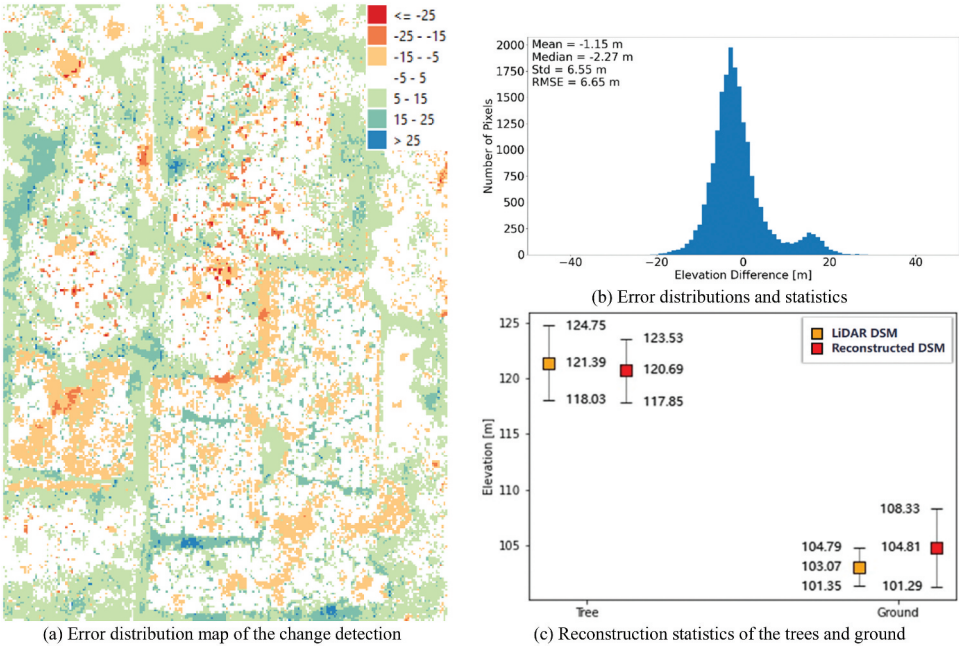 <= -25
-25 - -15
-15 - -5
-5 - 5
5 - 15
15 - 25
> 25
(a) Error distribution map of the change detection
Mean = -1.15 m
Median = -2.27 m
Std = 6.55 m
RMSE = 6.65 m
Number of Pixels
2000
1750
1500
1250
1000
750
500
250
0
−40
−20
0
20
40
Elevation Difference [m]
(b) Error distributions and statistics
LiDAR DSM
Reconstructed DSM
Elevation [m]
125
120
115
110
105
124.75
121.39
118.03
123.53
120.69
117.85
104.79
103.07
101.35
108.33
104.81
101.29
Tree
Ground
(c) Reconstruction statistics of the trees and ground